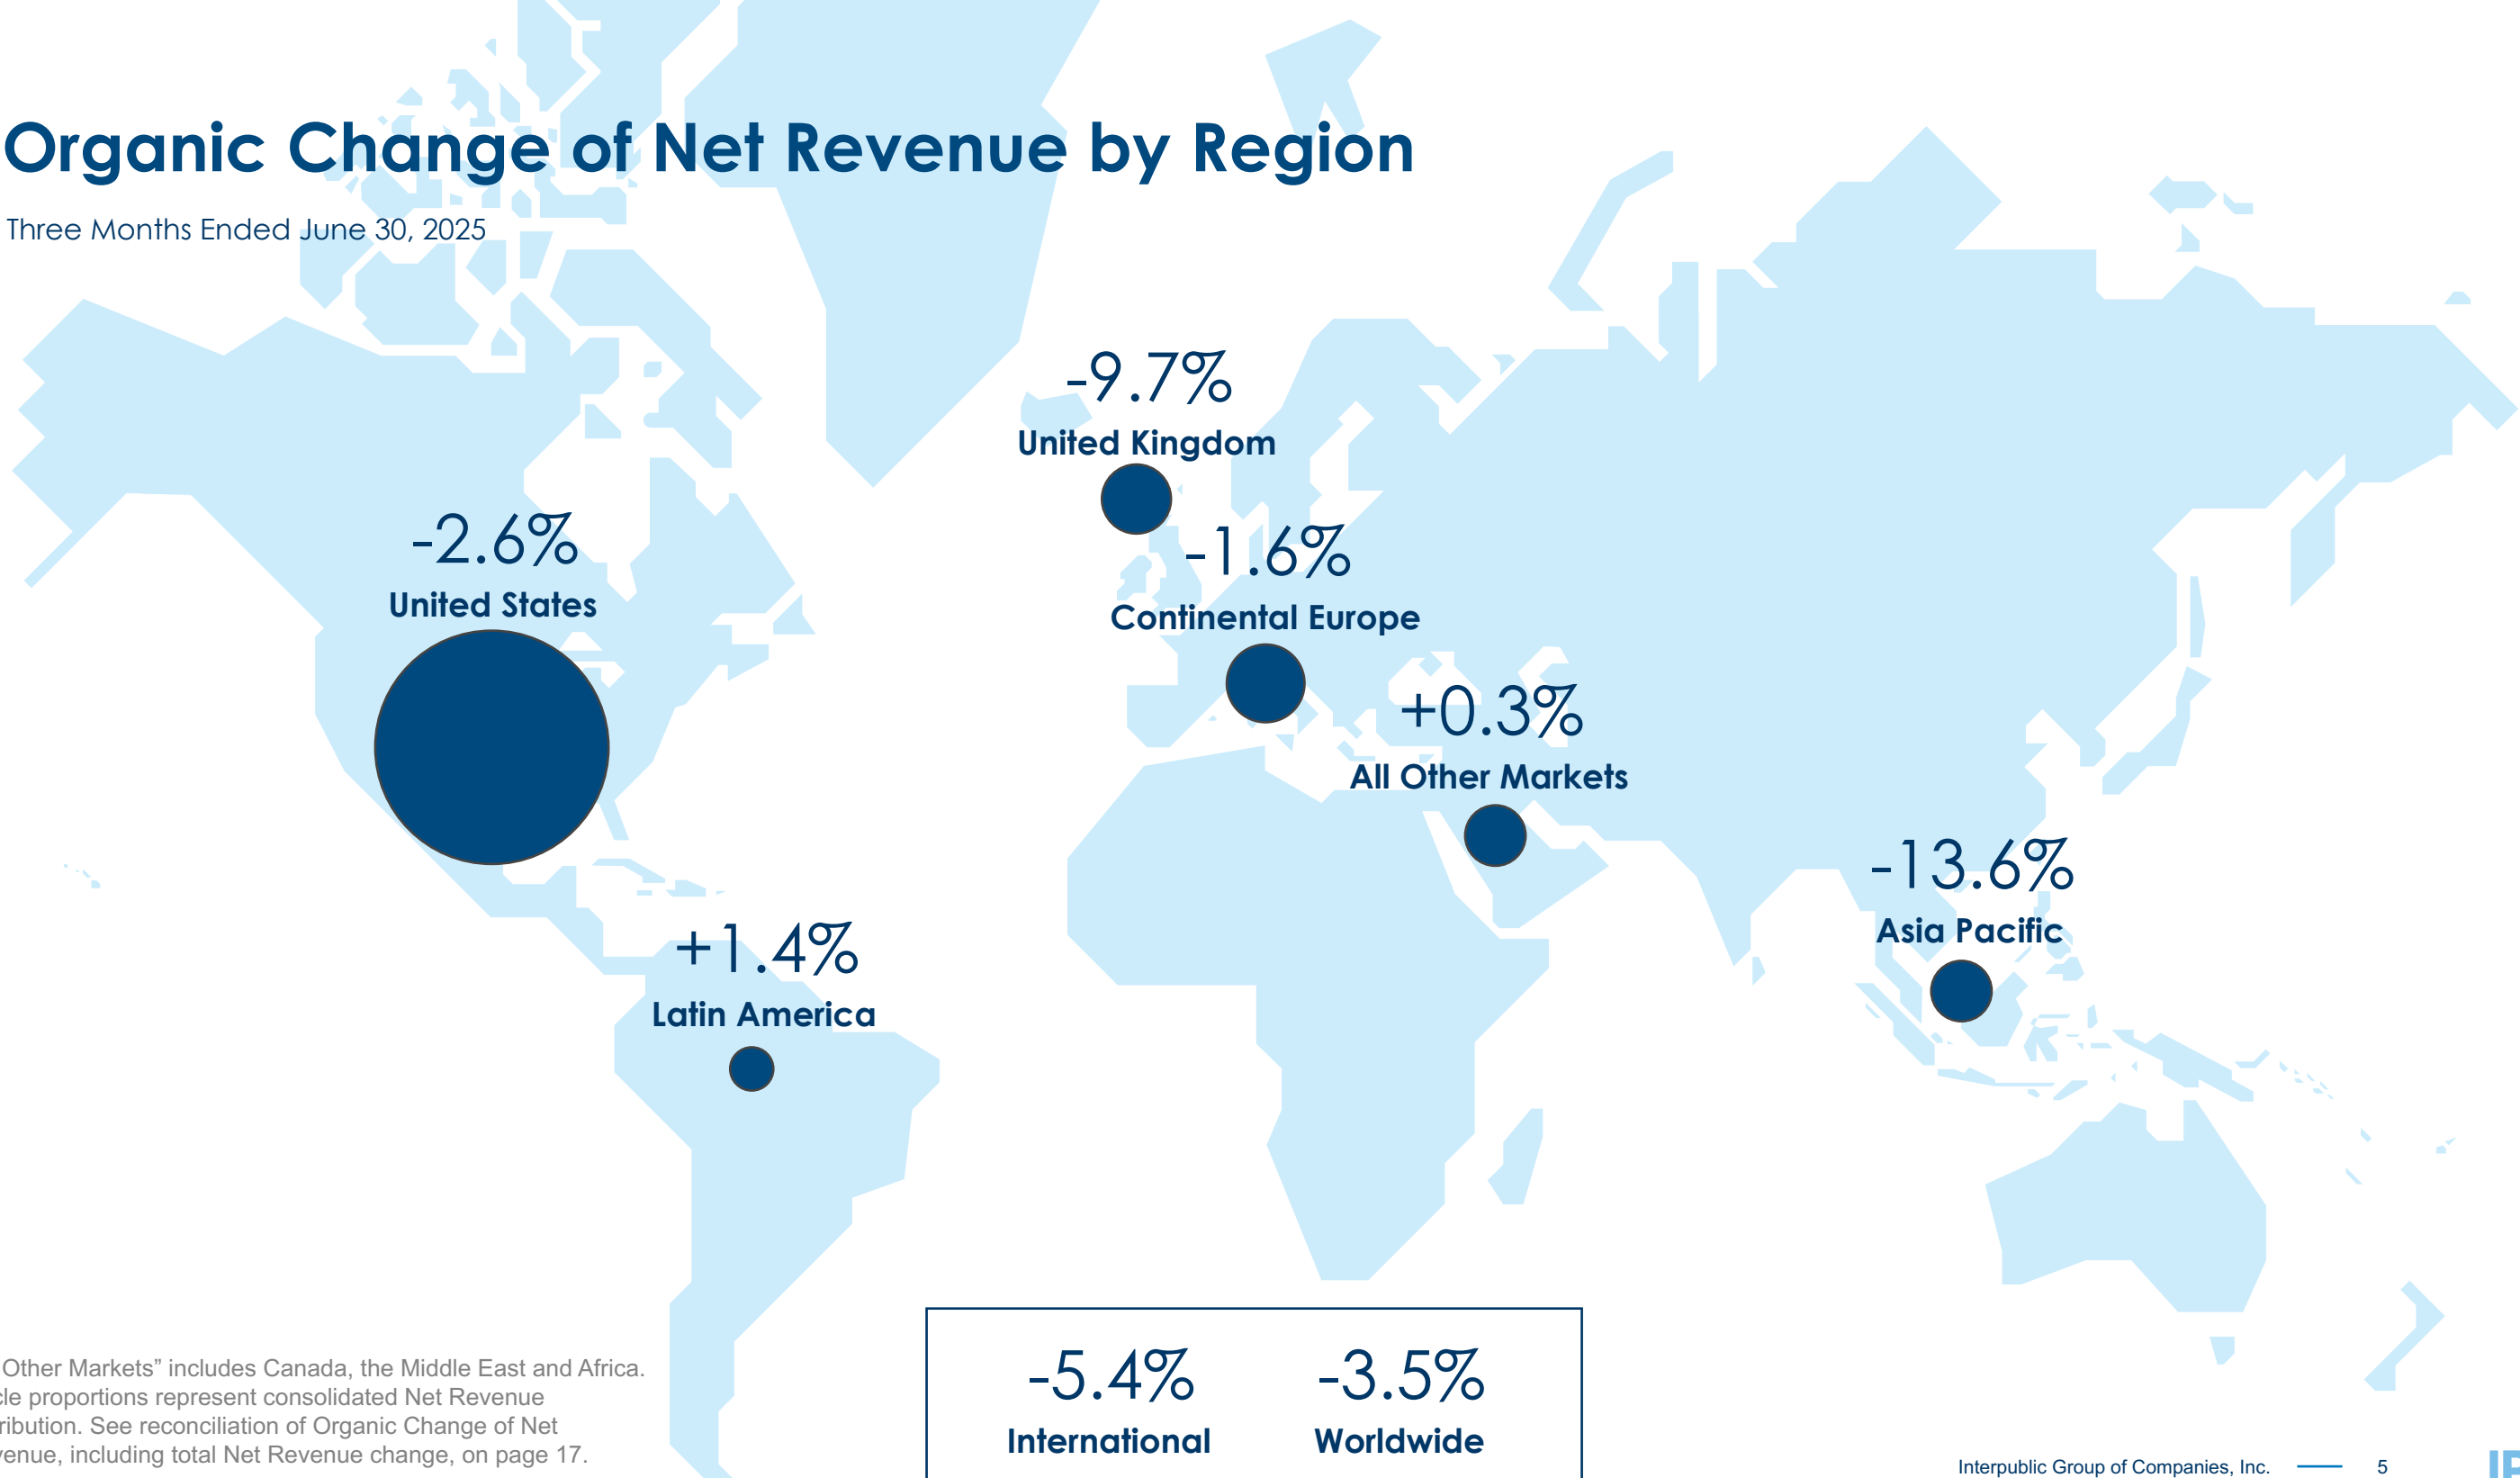 Organic Change of Net Revenue by Region
Three Months Ended June 30, 2025
-9.7%
United Kingdom
-2.6%
United States
-1.6%
Continental Europe
+0.3%
All Other Markets
-13.6%
Asia Pacific
+1.4%
Latin America
-5.4%
International
-3.5%
Worldwide
Other Markets” includes Canada, the Middle East and Africa.
proportions represent consolidated Net Revenue
See reconciliation of Organic Change of Net
including total Net Revenue change, on page 17.
Interpublic Group of Companies, Inc. 5